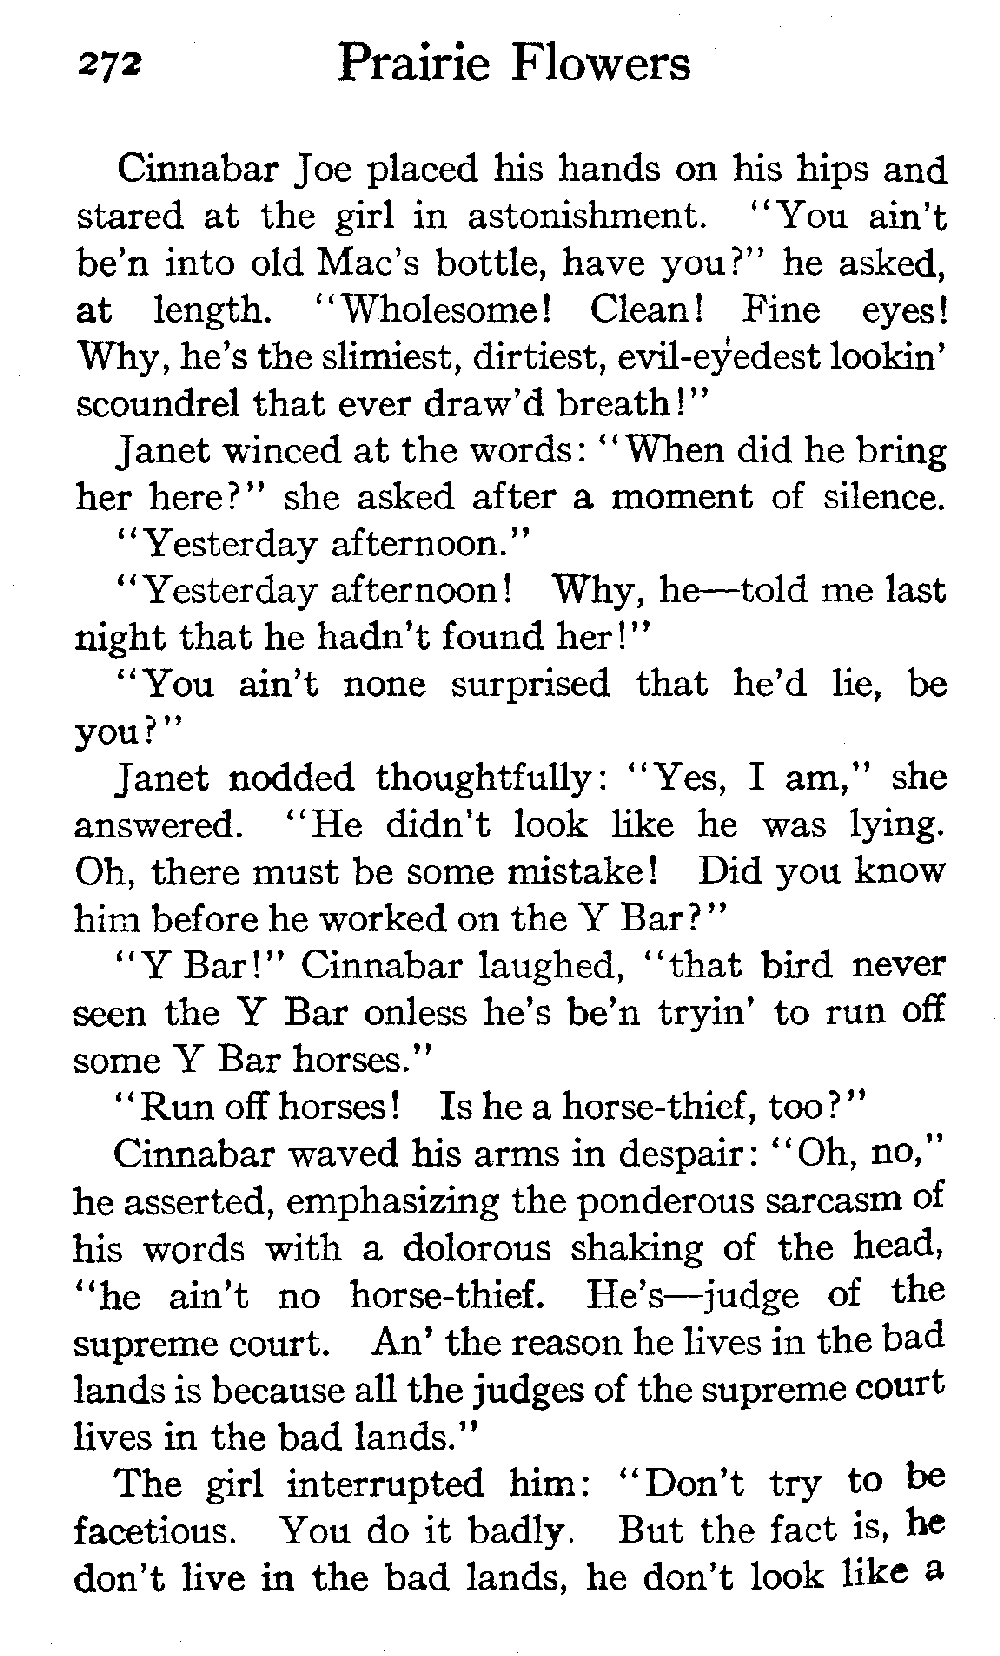 272 Prairie Flowers
Cinnabar Joe placed his hands on his hips and
stared at the girl in astonishment. "You ain't
be'n into old Mac's bottle, have you?" he asked,
at length. "Wholesome! Clean! Fine eyes!
Why, he's the slimiest, dirtiest, evil-eyedest lookin'
scoundrel that ever draw'd breath!"
Janet winced at the words: "When did he bring
her here?" she asked after a moment of silence.
"Yesterday afternoon."
"Yesterday afternoon! Why, he—told me last
night that he hadn't found her!"
"You ain't none surprised that he'd lie, be
you?"
Janet nodded thoughtfully: "Yes, I am," she
answered. "He didn't look like he was lying.
Oh, there must be some mistake! Did you know
him before he worked on the Y Bar?"
"Y Bar!" Cinnabar laughed, "that bird never
seen the Y Bar onless he's be'n tryin' to run off
some Y Bar horses."
"Run off horses! Is he a horse-thief, too?"
Cinnabar waved his arms in despair: "Oh, no,"
he asserted, emphasizing the ponderous sarcasm of
his words with a dolorous shaking of the head,
"he ain't no horse-thief. He's—judge of the
supreme court. An' the reason he lives in the bad
lands is because all the judges of the supreme court
lives in the bad lands."
The girl interrupted him: "Don't try to be
facetious. You do it badly. But the fact is, he
don't live in the bad lands, he don't look like a